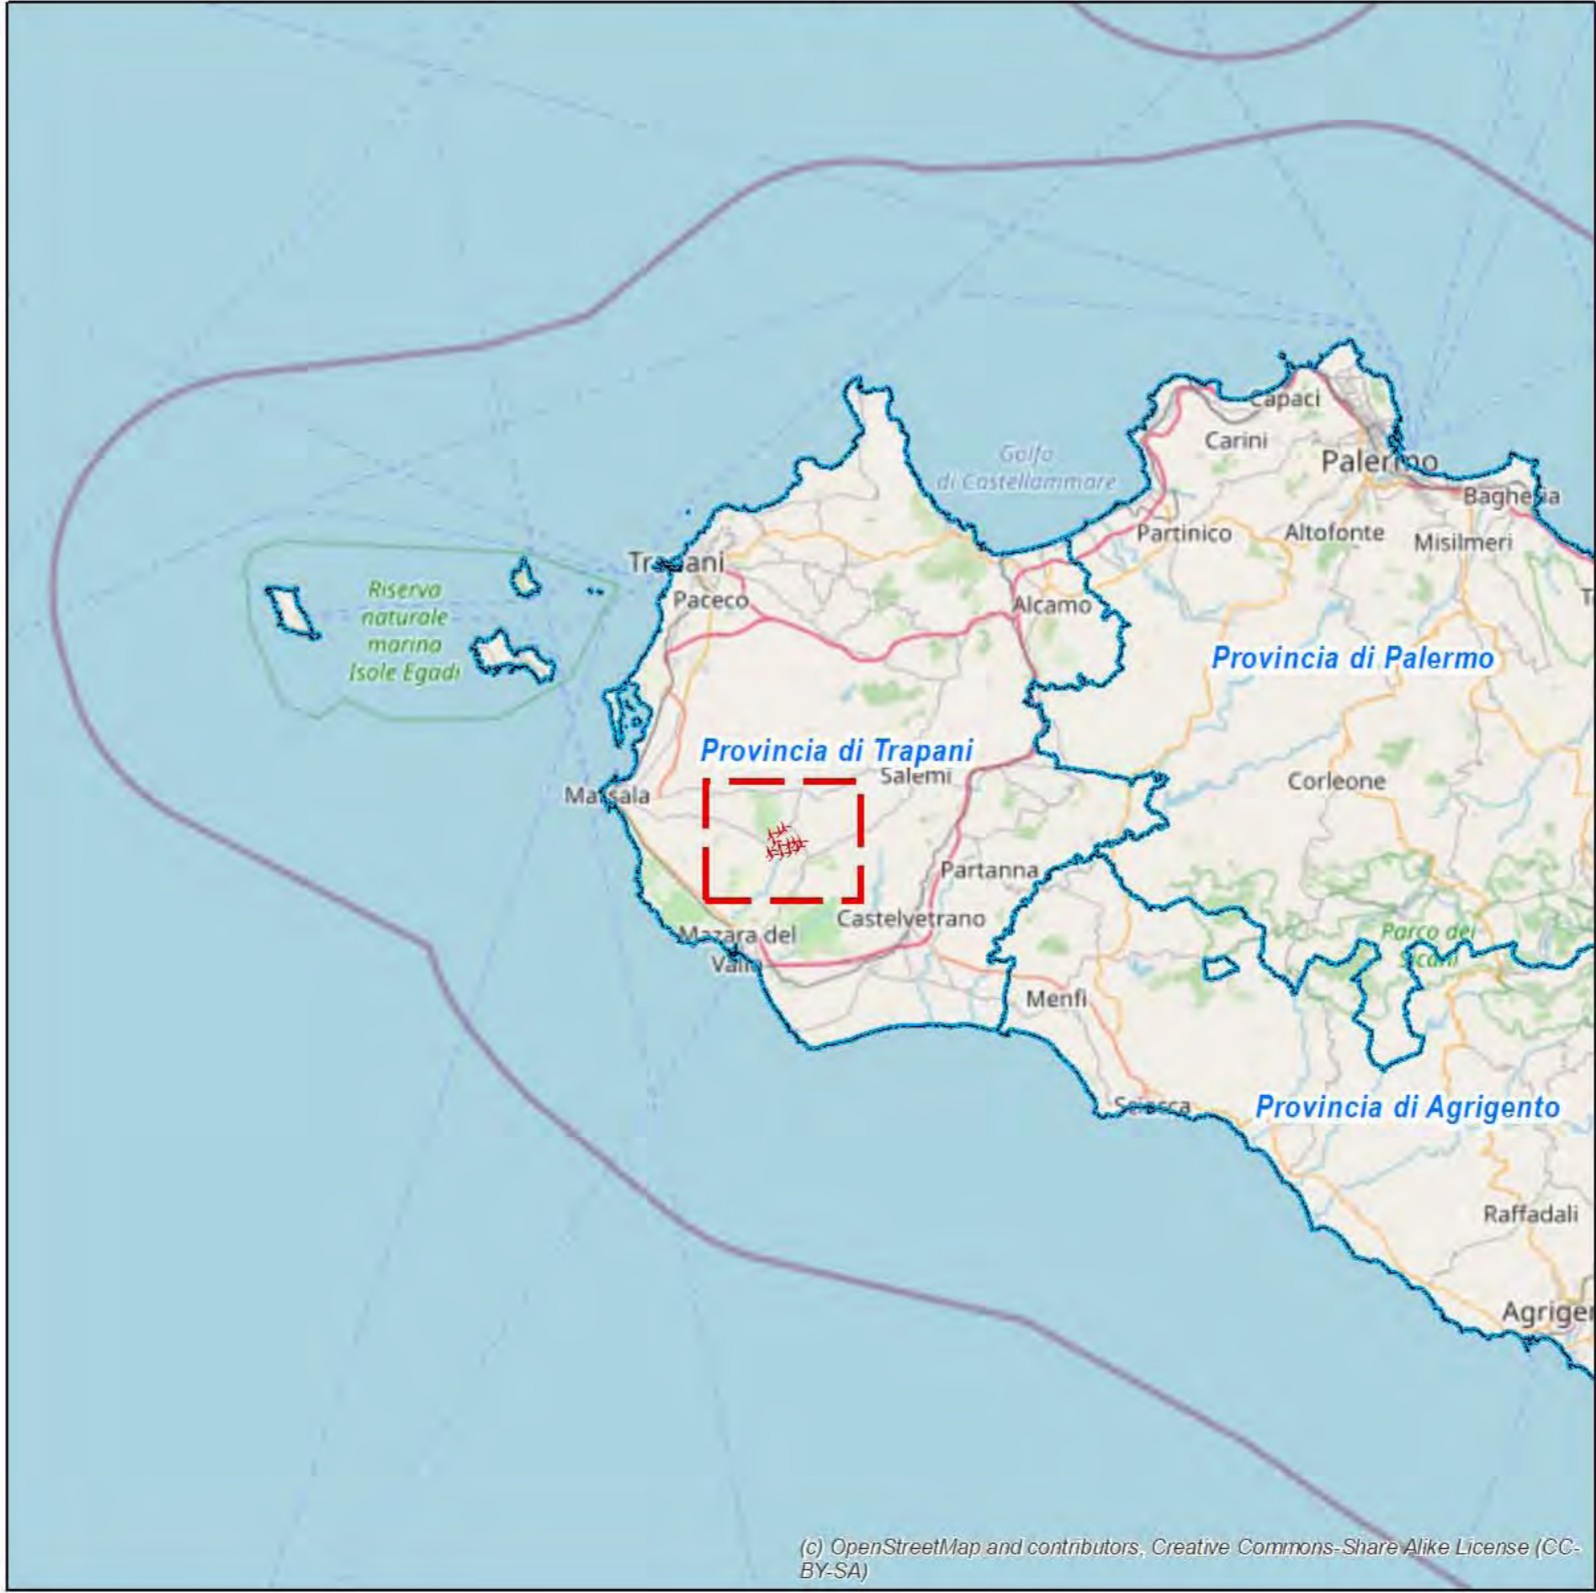 Capaci
Carini
Palermo
Golfo
di Castellammare
Bagheria
Partinico
Altofonte
Misilmeri
Trapani
Riserva
naturale
marina
Isole Egadi
Paceco
Alcamo
Provincia di Palermo
Provincia di Trapani
Salemi
Corleone
Marsala
Partanna
Castelvetrano
Mazara del
Vallo
Parco dei
Sicani
Menfi
Sciacca
Provincia di Agrigento
Raffadali
Agrige
(c) OpenStreetMap and contributors, Creative Commons-Share Alike License (CC-
BY-SA)